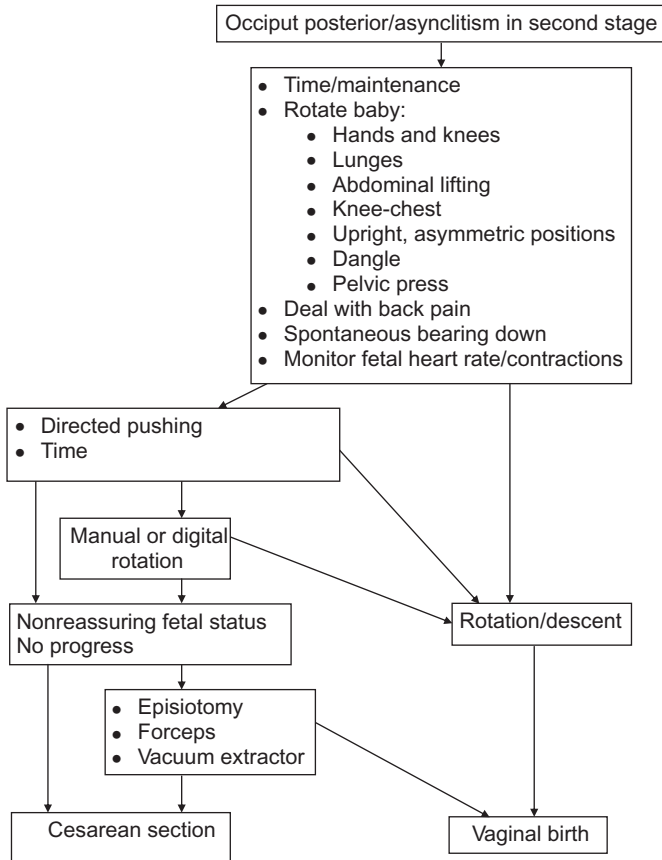 Occiput posterior/asynclitism in second stage
• Time/maintenance
• Rotate baby:
• Hands and knees
• Lunges
• Abdominal lifting
• Knee-chest
• Upright, asymmetric positions
• Dangle
• Pelvic press
• Deal with back pain
• Spontaneous bearing down
• Monitor fetal heart rate/contractions
• Directed pushing
• Time
Manual or digital
rotation
Nonreassuring fetal status
No progress
Rotation/descent
• Episiotomy
• Forceps
• Vacuum extractor
Cesarean section
Vaginal birth